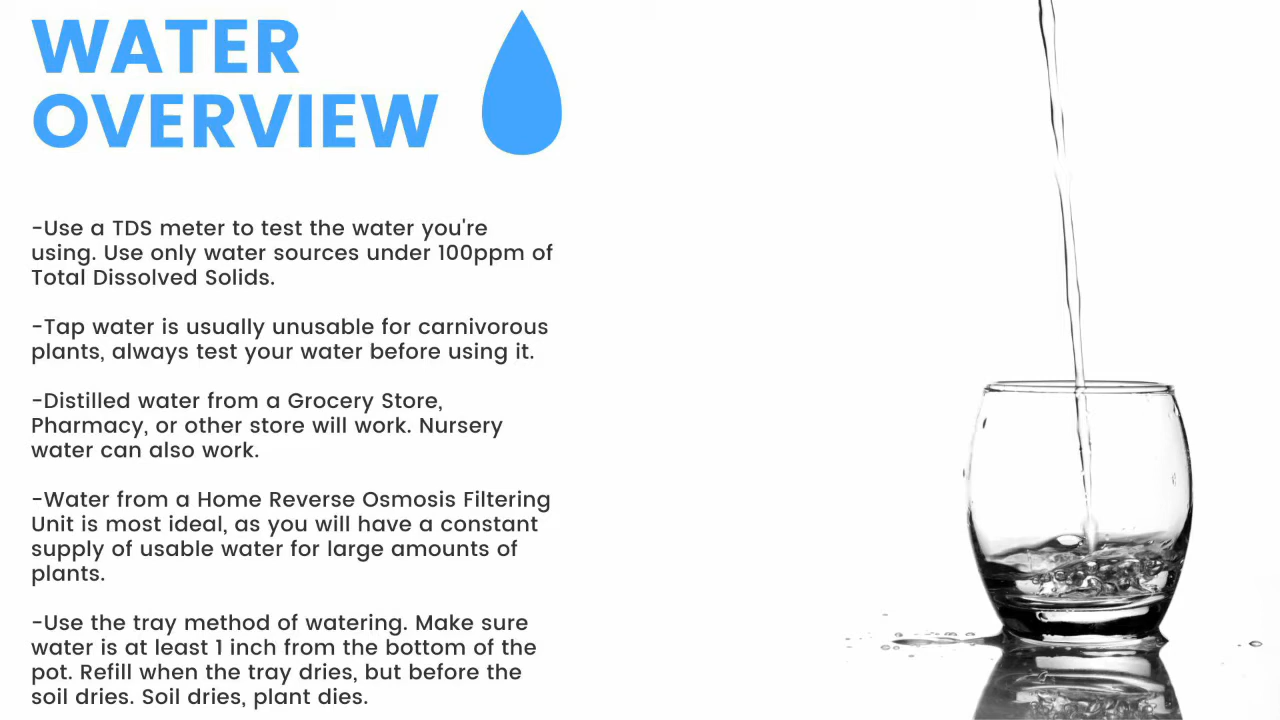 WATER
OVERVIEW
-Use a TDS meter to test the water you're
using. Use only water sources under 100ppm of
Total Dissolved Solids.
-Tap water is usually unusable for carnivorous
plants, always test your water before using it.
-Distilled water from a Grocery Store,
Pharmacy, or other store will work. Nursery
water can also work.
-Water from a Home Reverse Osmosis Filtering
Unit is most ideal, as you will have a constant
supply of usable water for large amounts of
plants.
-Use the tray method of watering. Make sure
water is at least 1 inch from the bottom of the
pot. Refill when the tray dries, but before the
soil dries. Soil dries, plant dies.